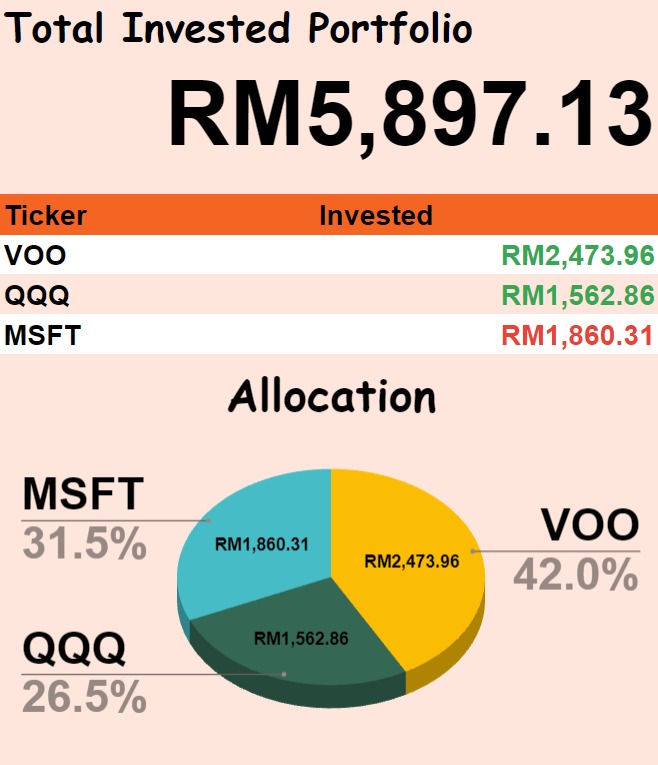 Total Invested Portfolio
RM5,897.13
Ticker Invested
VOO RM2,473.96
QQQ RM1,562.86
MSFT RM1,860.31
Allocation
MSFT
31.5%
RM1,860.31
VOO
42.0%
RM2,473.96
QQQ
26.5%
RM1,562.86